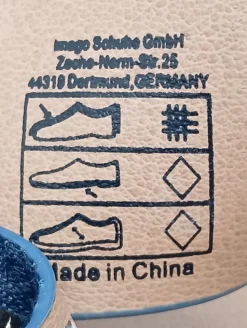 Imago Schuhe GmbH
Zeche-Norm-Str.25
44319 Dortmund,GERMANY
Made in China